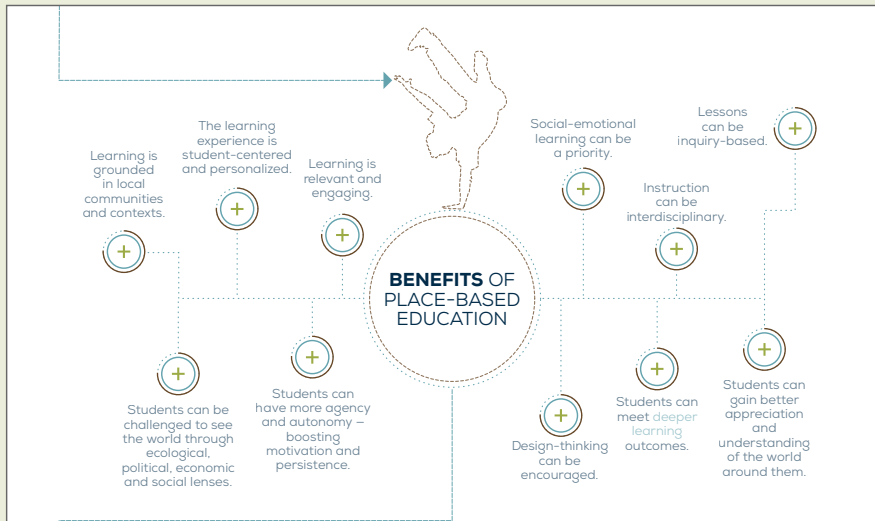 Learning is
grounded
in local
communities
and contexts.
The learning
experience is
student-centered
and personalized.
Learning is
relevant and
engaging.
Social-emotional
learning can be
a priority.
Instruction
can be
interdisciplinary.
Lessons
can be
inquiry-based.
BENEFITS OF
PLACE-BASED
EDUCATION
Students can be
challenged to see
the world through
ecological,
political, economic
and social lenses.
Students can
have more agency
and autonomy –
boosting
motivation and
persistence.
Design-thinking
can be
encouraged.
Students can
meet deeper
learning
outcomes.
Students can
gain better
appreciation
and
understanding
of the world
around them.